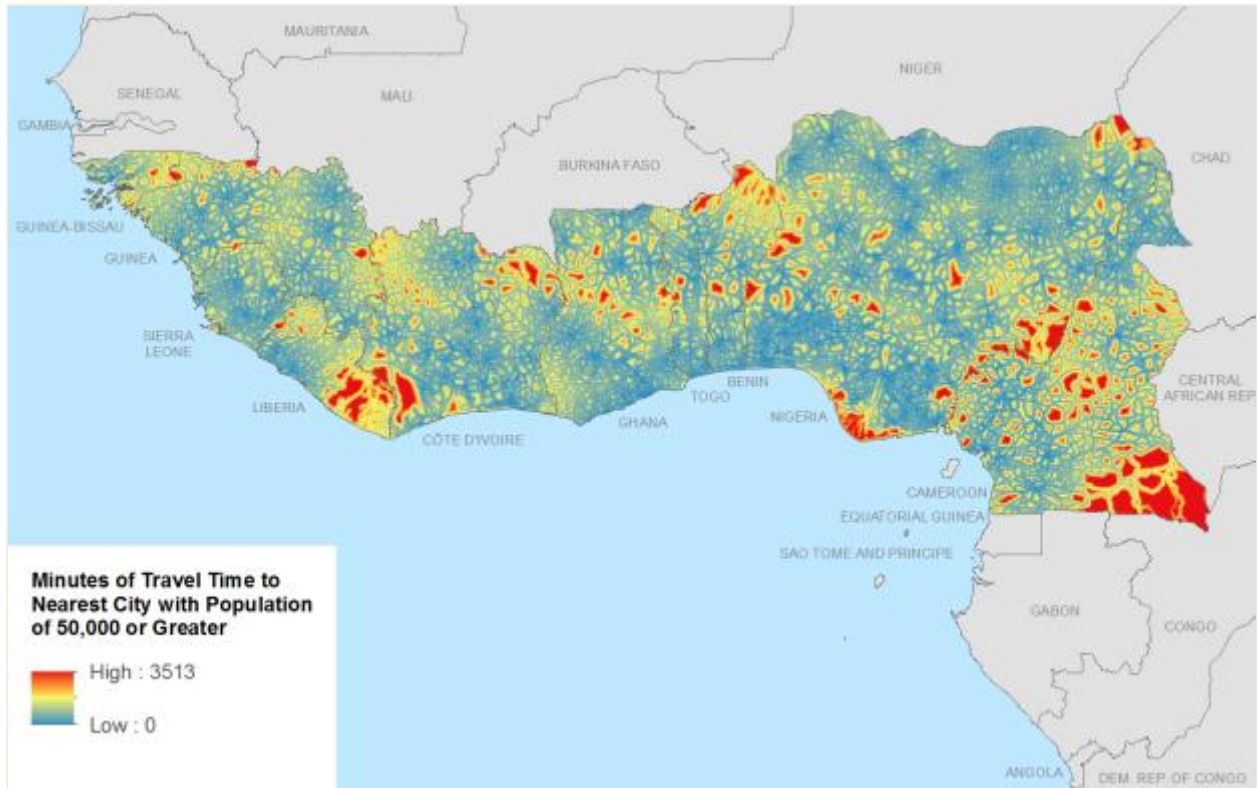 MAURITANIA
NIGER
SENEGAL
MALI
GAMBIA
CHAD
BURKINA FASO
GUINEA-BISSAU
GUINEA
SIERRA
LEONE
BENIN
CENTRAL
AFRICAN REP
TOGO
LIBERIA
NIGERIA
GHANA
CÔTE D'IVOIRE
CAMEROON
EQUATORIAL GUINEA
SAO TOME AND PRINCIPE
GABON
CONGO
Minutes of Travel Time to
Nearest City with Population
of 50,000 or Greater
High : 3513
Low : 0
ANGOLA
DEM. REP. OF CONGO